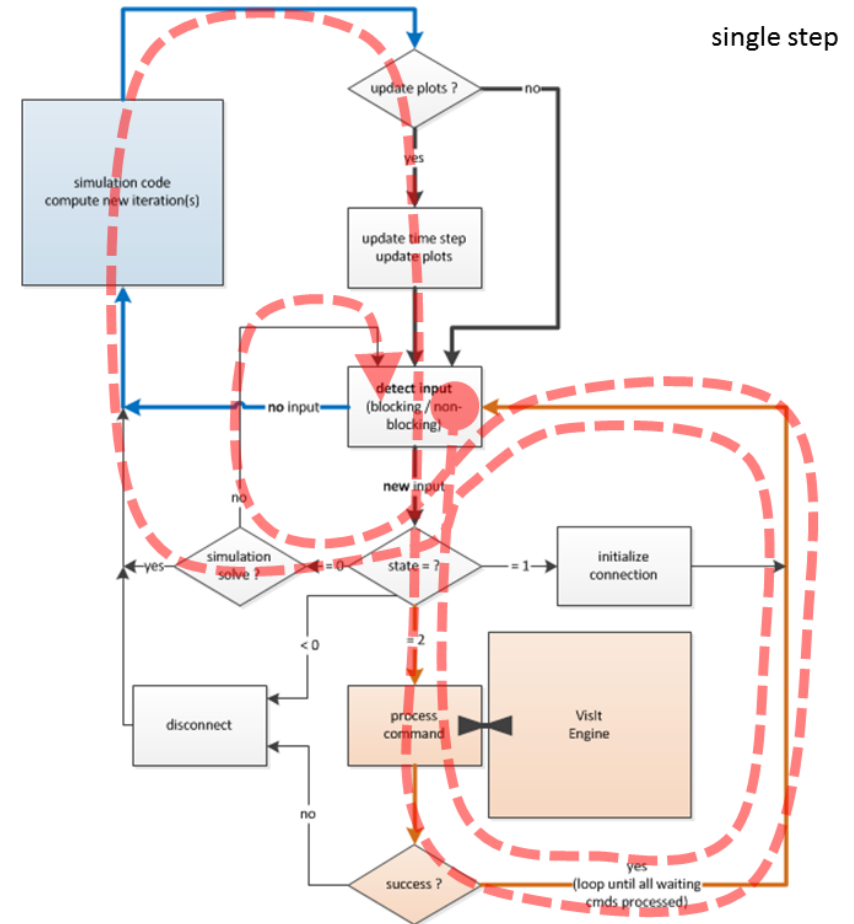 single step
update plots ?
no
yes
simulation code
compute new iteration(s)
update time step
update plots
detect input
(blocking / non-
blocking)
no input
new input
no
simulation
solve ?
yes
= 0
state = ?
= 1
initialize
connection
< 0
= 2
disconnect
process
command
VisIt
Engine
no
success ?
yes
(loop until all waiting
cmds processed)